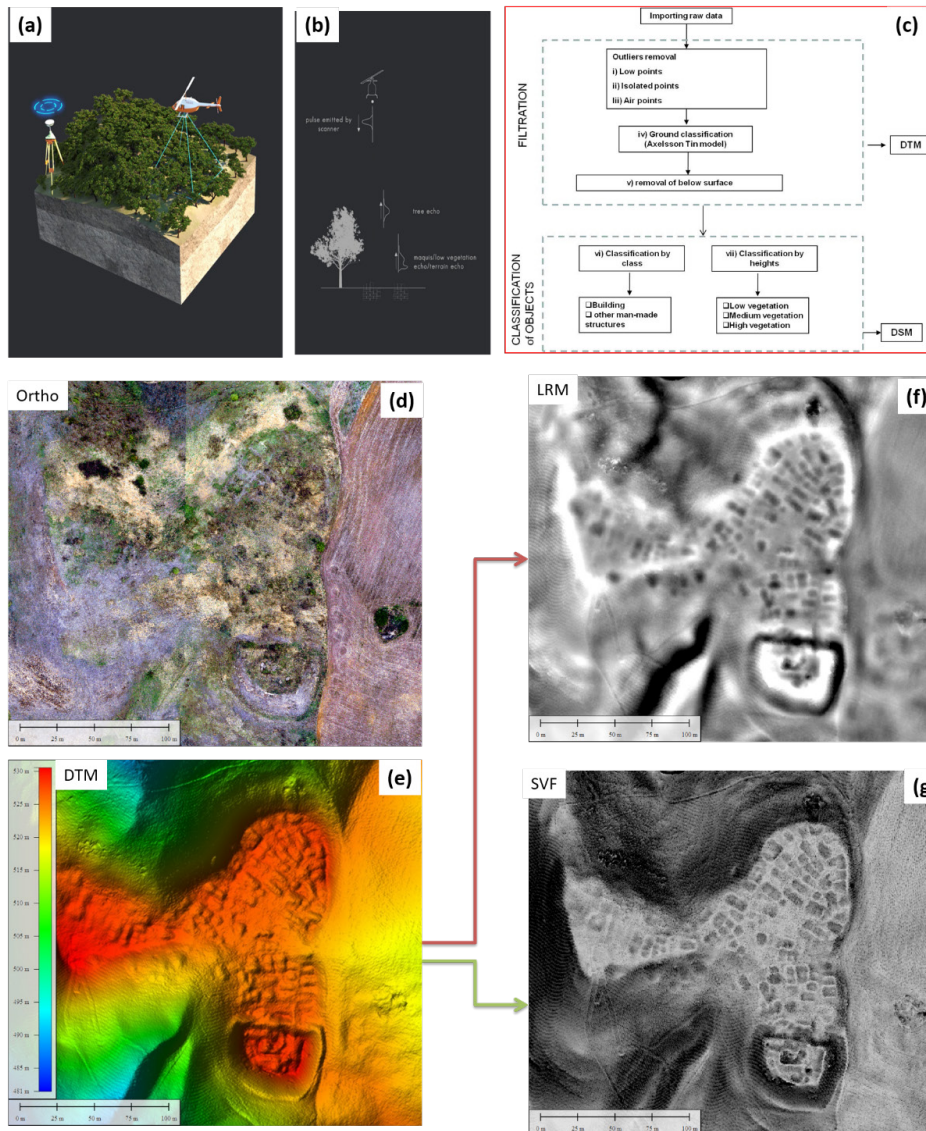 (a)
(b)
pulse emitted by
scanner
tree echo
maquis/low vegetation
echo/terrain echo
(c)
Importing raw data
FILTRATION
Outliers removal
i) Low points
ii) Isolated points
Iii) Air points
iv) Ground classification
(Axelsson Tin model)
v) removal of below surface
DTM
CLASSIFICATION
of OBJECTS
vi) Classification by
class
vii) Classification by
heights
Building
other man-made
structures
Low vegetation
Medium vegetation
High vegetation
DSM
Ortho
(d)
0 m 25 m 50 m 75 m 100 m
LRM
(f)
0 m 25 m 50 m 75 m 100 m
DTM
(e)
530 m
525 m
520 m
515 m
510 m
505 m
500 m
495 m
490 m
485 m
481 m
0 m 25 m 50 m 75 m 100 m
SVF
(g
0 m 25 m 50 m 75 m 100 m